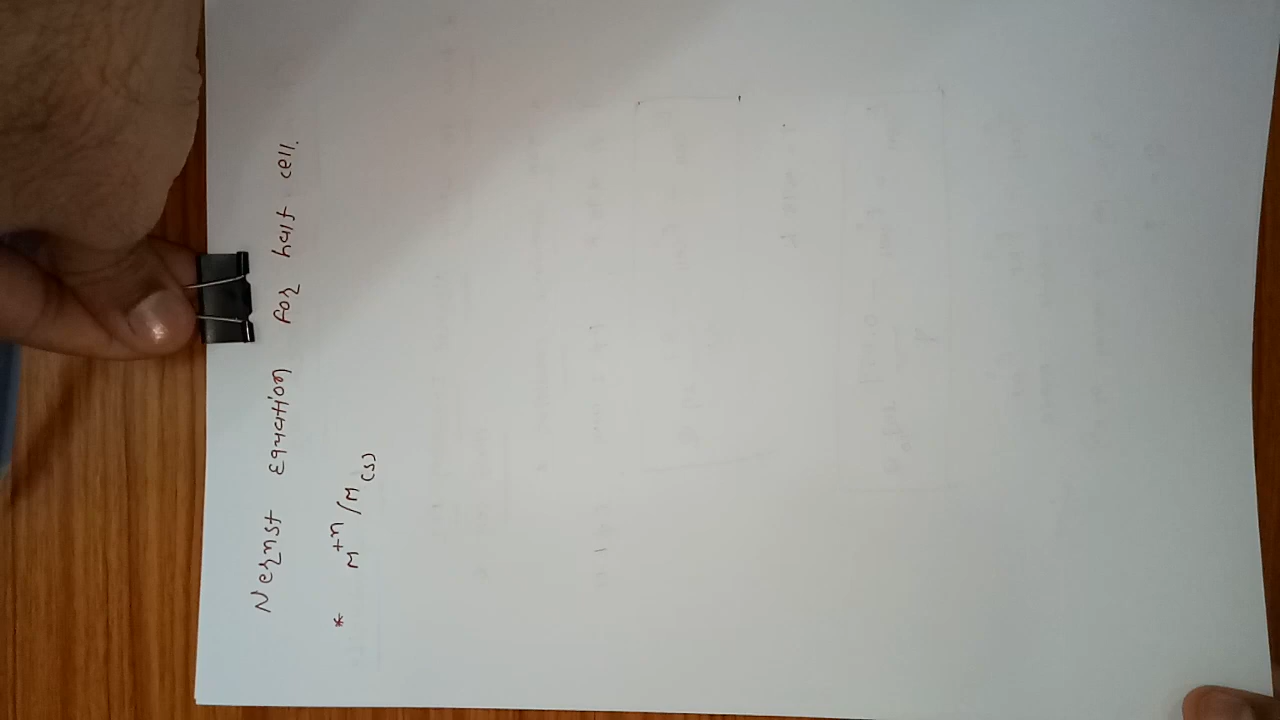 Nernst Equation for half cell.
* M⁺ⁿ/M(s)